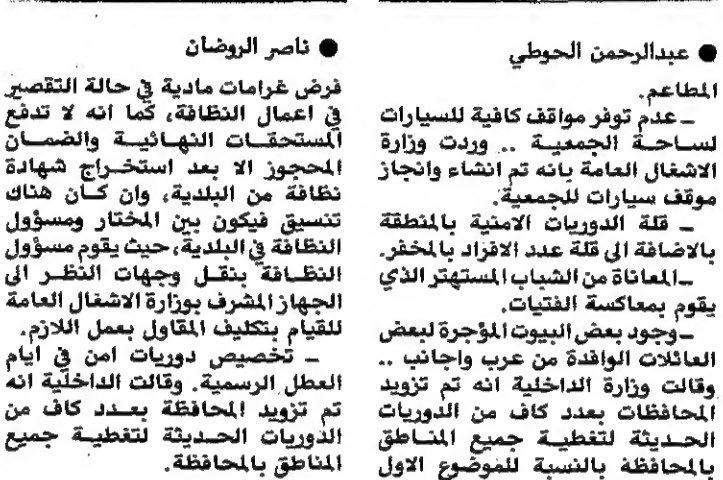 ● عبدالرحمن الحوطي
المطاعم.
ـ عدم توفر مواقف كافية للسيارات
لساحة الجمعية .. وردت وزارة
الاشغال العامة بانه تم انشاء وانجاز
موقف سيارات للجمعية.
ـ قلة الدوريات الامنية بالمنطقة
بالاضافة الى قلة عدد الافراد بالمخفر.
ـ المعاناة من الشباب المستهتر الذي
يقوم بمعاكسة الفتيات.
ـ وجود بعض البيوت المؤجرة لبعض
العائلات الوافدة من عرب واجانب ..
وقالت وزارة الداخلية انه تم تزويد
المحافظات بعدد كاف من الدوريات
الحديثة لتغطية جميع المناطق
بالمحافظة بالنسبة للموضوع الاول
● ناصر الروضان
فرض غرامات مادية في حالة التقصير
في اعمال النظافة، كما انه لا تدفع
المستحقات النهائية والضمان
المحجوز الا بعد استخراج شهادة
نظافة من البلدية، وان كان هناك
تنسيق فيكون بين المختار ومسؤول
النظافة في البلدية، حيث يقوم مسؤول
النظافة بنقل وجهات النظر الى
الجهاز المشرف بوزارة الاشغال العامة
للقيام بتكليف المقاول بعمل اللازم.
ـ تخصيص دوريات امن في ايام
العطل الرسمية. وقالت الداخلية انه
تم تزويد المحافظة بعدد كاف من
الدوريات الحديثة لتغطية جميع
المناطق بالمحافظة.